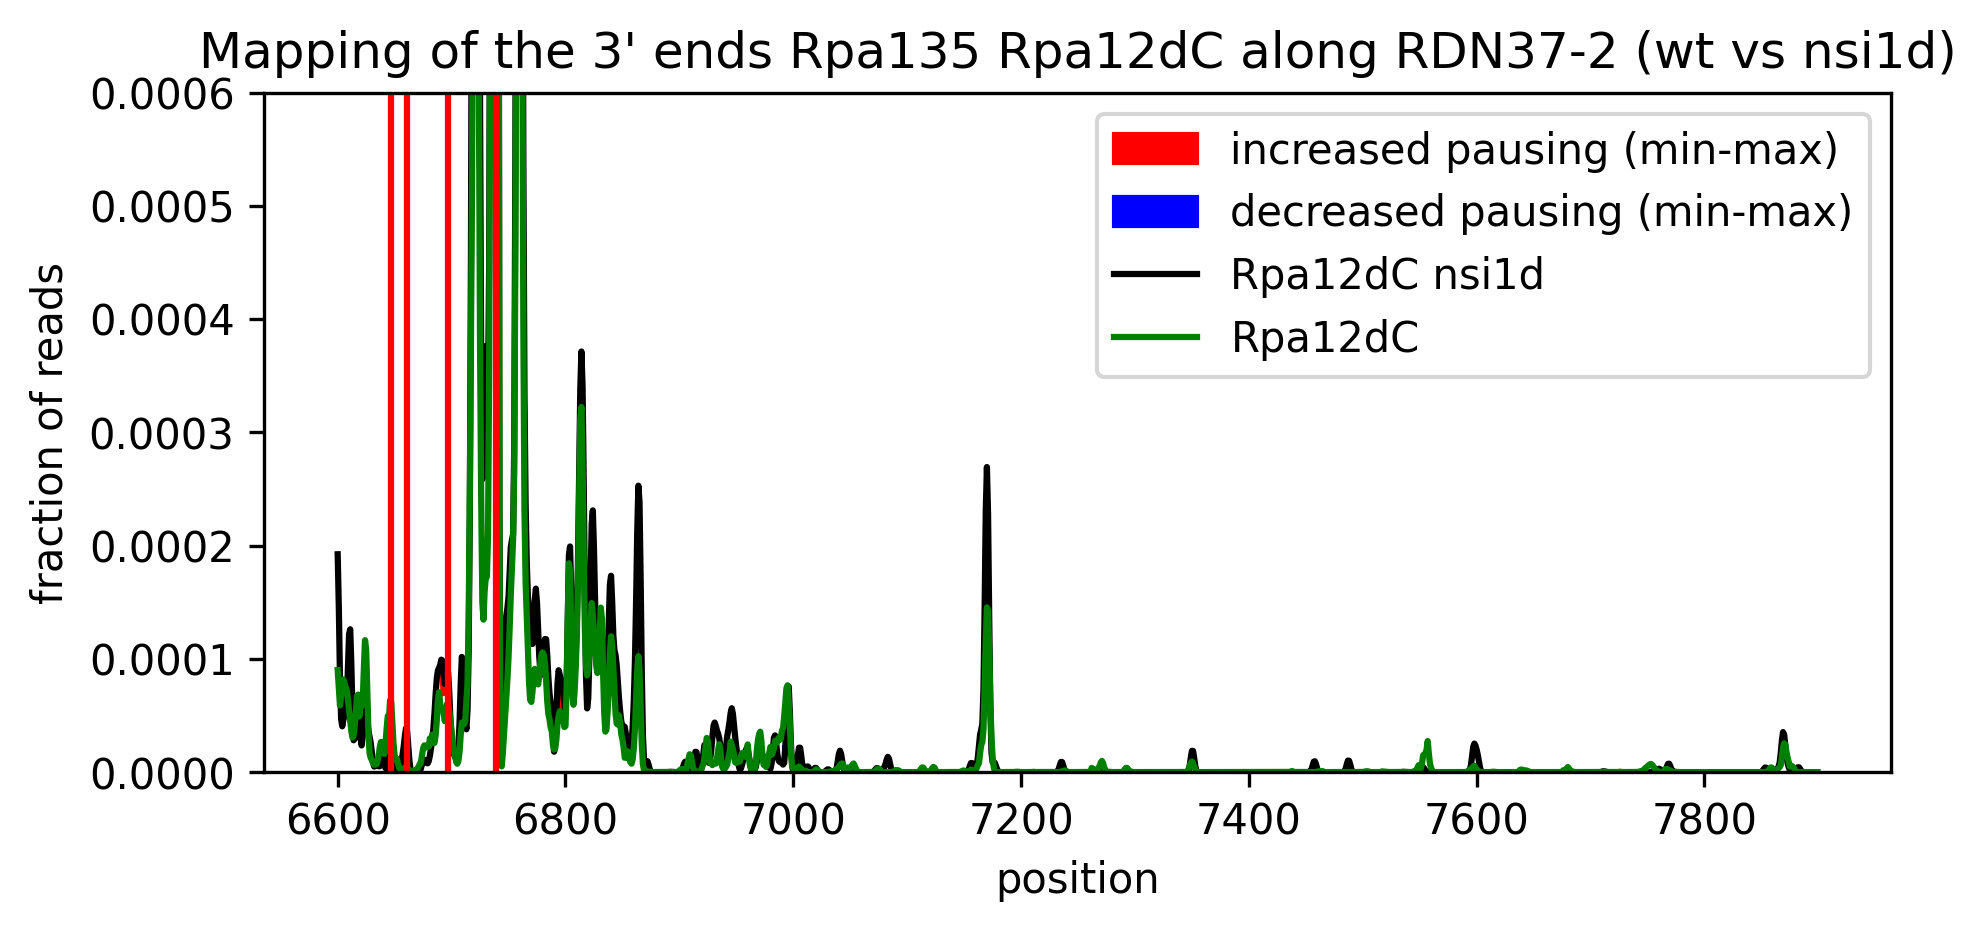 Mapping of the 3' ends Rpa135 Rpa12dC along RDN37-2 (wt vs nsi1d)
0.0006
0.0005
0.0004
0.0003
0.0002
0.0001
0.0000
fraction of reads
increased pausing (min-max)
decreased pausing (min-max)
Rpa12dC nsi1d
Rpa12dC
6600 6800 7000 7200 7400 7600 7800
position